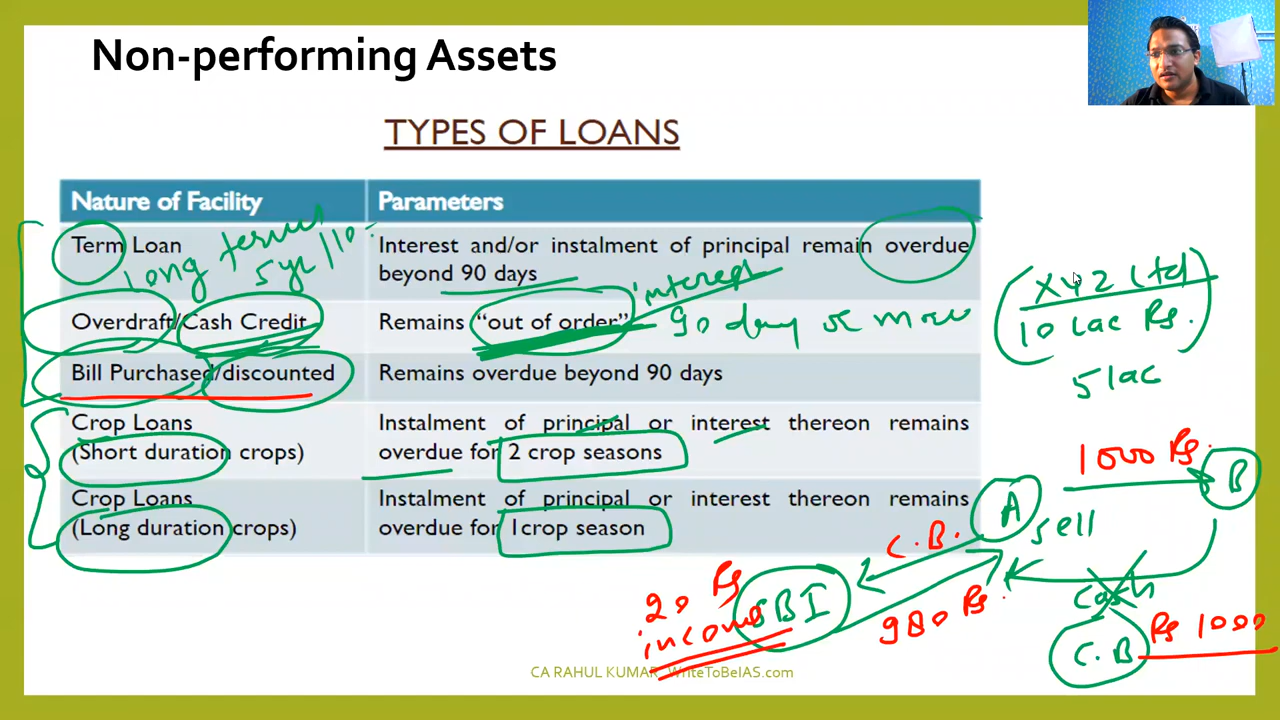 Non-performing Assets
TYPES OF LOANS
Nature of Facility Parameters
Term Loan Interest and/or instalment of principal remain overdue
beyond 90 days
long terms
5 yr / 10-
Overdraft/Cash Credit Remains “out of order”
interest
90 day or more
Bill Purchased/discounted Remains overdue beyond 90 days
Crop Loans Instalment of principal or interest thereon remains
(Short duration crops) overdue for 2 crop seasons
Crop Loans Instalment of principal or interest thereon remains
(Long duration crops) overdue for 1crop season
XYZ Ltd
10 lac Rs.
5 lac
1000 Rs.
A B
sell
C.B.
cash
20 Rs
income
SBI
980 Rs.
C.B Rs 1000
CA RAHUL KUMAR WriteToBeIAS.com